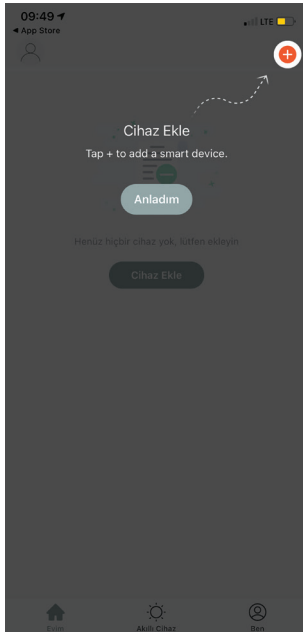 09:49
◀ App Store
LTE
Cihaz Ekle
Tap + to add a smart device.
Anladım
Henüz hiçbir cihaz yok, lütfen ekleyin
Cihaz Ekle
Evim
Akıllı Cihaz
Ben